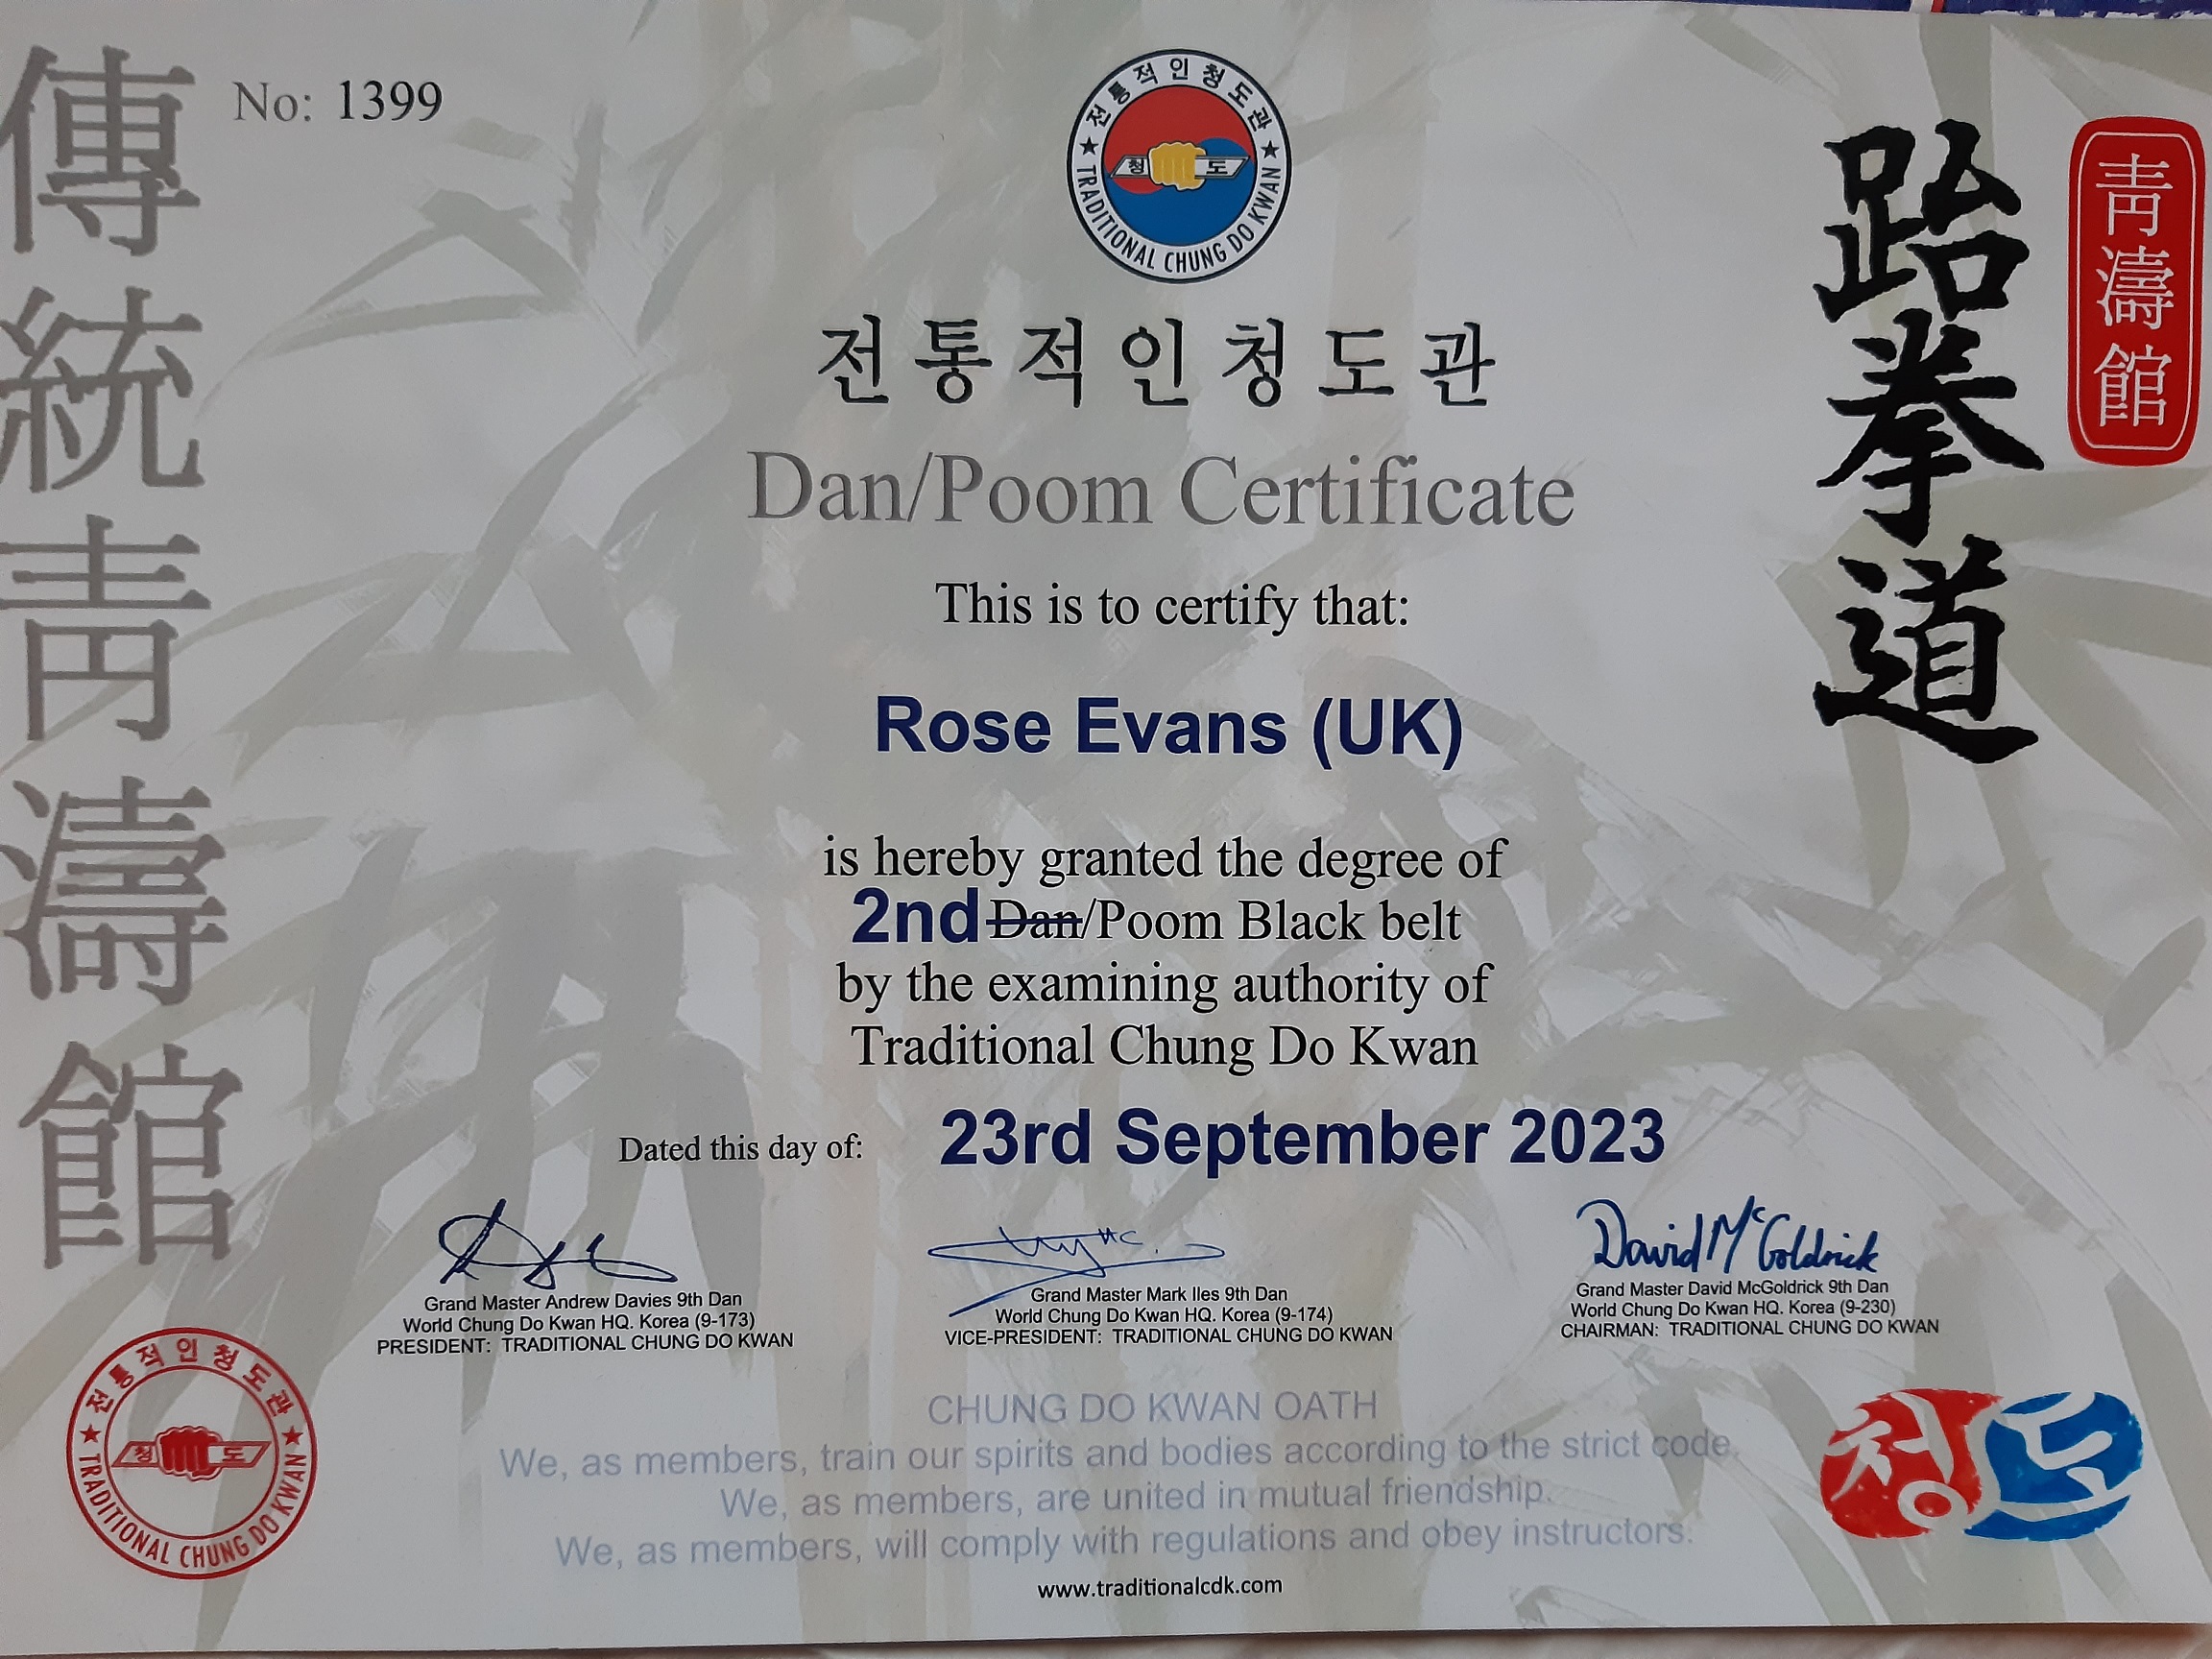 No: 1399
전통적인청도관
청 도
TRADITIONAL CHUNG DO KWAN
傳統靑濤館
跆拳道
靑濤館
전통적인청도관
Dan/Poom Certificate
This is to certify that:
Rose Evans (UK)
is hereby granted the degree of
2nd Dan/Poom Black belt
by the examining authority of
Traditional Chung Do Kwan
Dated this day of: 23rd September 2023
David McGoldrick
Grand Master Andrew Davies 9th Dan
World Chung Do Kwan HQ. Korea (9-173)
PRESIDENT: TRADITIONAL CHUNG DO KWAN
Grand Master Mark Iles 9th Dan
World Chung Do Kwan HQ. Korea (9-174)
VICE-PRESIDENT: TRADITIONAL CHUNG DO KWAN
Grand Master David McGoldrick 9th Dan
World Chung Do Kwan HQ. Korea (9-230)
CHAIRMAN: TRADITIONAL CHUNG DO KWAN
전통적인청도관
청 도
TRADITIONAL CHUNG DO KWAN
CHUNG DO KWAN OATH
We, as members, train our spirits and bodies according to the strict code.
We, as members, are united in mutual friendship.
We, as members, will comply with regulations and obey instructors.
www.traditionalcdk.com
청도